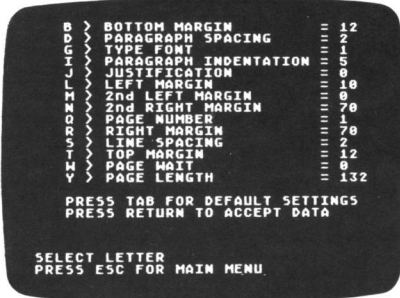 B > BOTTOM MARGIN = 12
D > PARAGRAPH SPACING = 2
G > TYPE FONT = 1
I > PARAGRAPH INDENTATION = 5
J > JUSTIFICATION = 0
L > LEFT MARGIN = 10
M > 2nd LEFT MARGIN = 0
N > 2nd RIGHT MARGIN = 70
Q > PAGE NUMBER = 1
R > RIGHT MARGIN = 70
S > LINE SPACING = 2
T > TOP MARGIN = 12
W > PAGE WAIT = 0
Y > PAGE LENGTH = 132
PRESS TAB FOR DEFAULT SETTINGS
PRESS RETURN TO ACCEPT DATA
SELECT LETTER
PRESS ESC FOR MAIN MENU